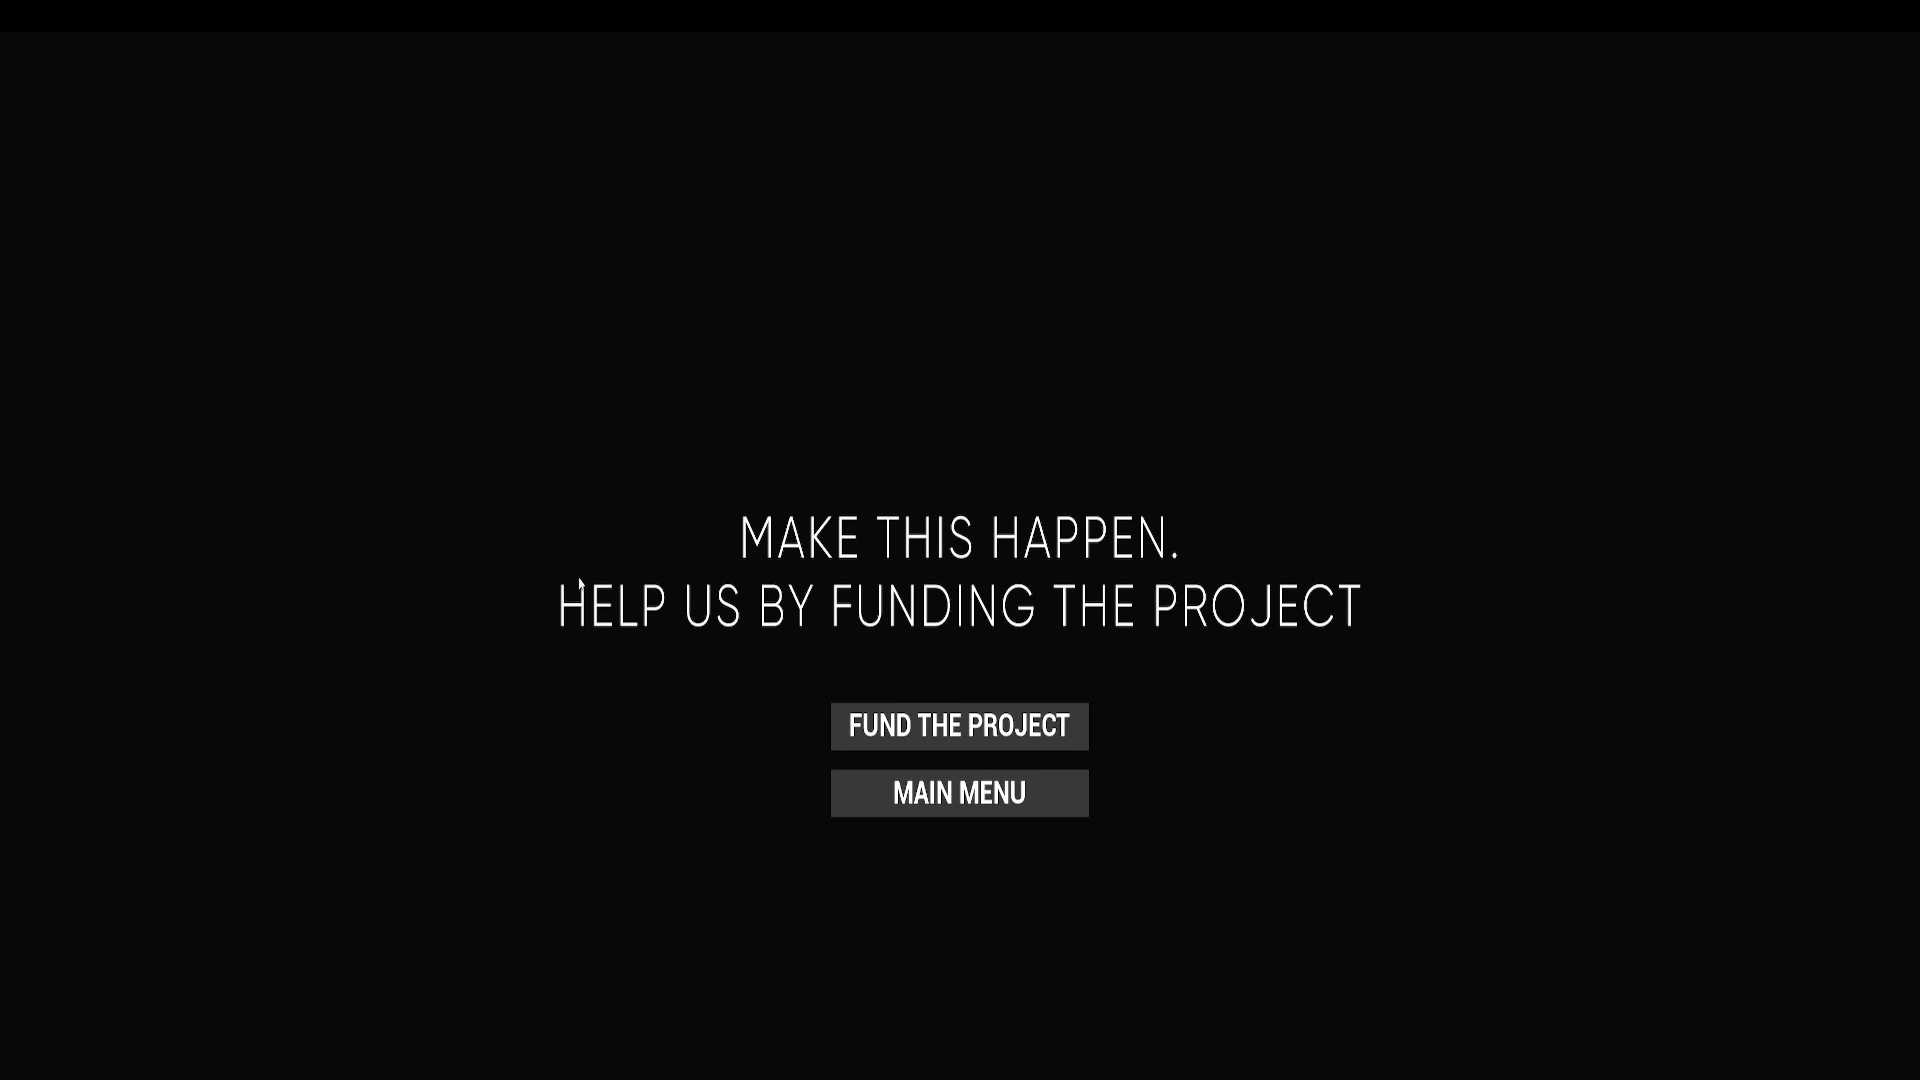 MAKE THIS HAPPEN.
HELP US BY FUNDING THE PROJECT
FUND THE PROJECT
MAIN MENU